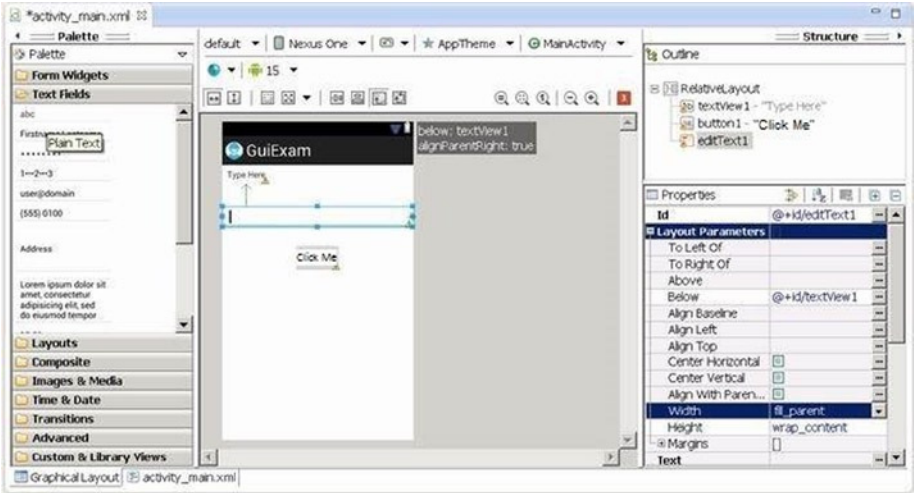 *activity_main.xml
Palette
Palette
Form Widgets
Text Fields
abc
Plain Text
1--2--3
user@domain
(555) 0100
Address
Lorem ipsum dolor sit
amet, consectetur
adipisicing elit, sed
do eiusmod tempor
Layouts
Composite
Images & Media
Time & Date
Transitions
Advanced
Custom & Library Views
default
Nexus One
AppTheme
MainActivity
15
GuiExam
Type Here
Click Me
below: textView1
alignParentRight: true
Structure
Outline
RelativeLayout
textView1 - "Type Here"
button1 - "Click Me"
editText1
Properties
Id @+id/editText1
Layout Parameters
To Left Of
To Right Of
Above
Below @+id/textView1
Align Baseline
Align Left
Align Top
Center Horizontal
Center Vertical
Align With Paren...
Width fill_parent
Height wrap_content
Margins []
Text
Graphical Layout
activity_main.xml